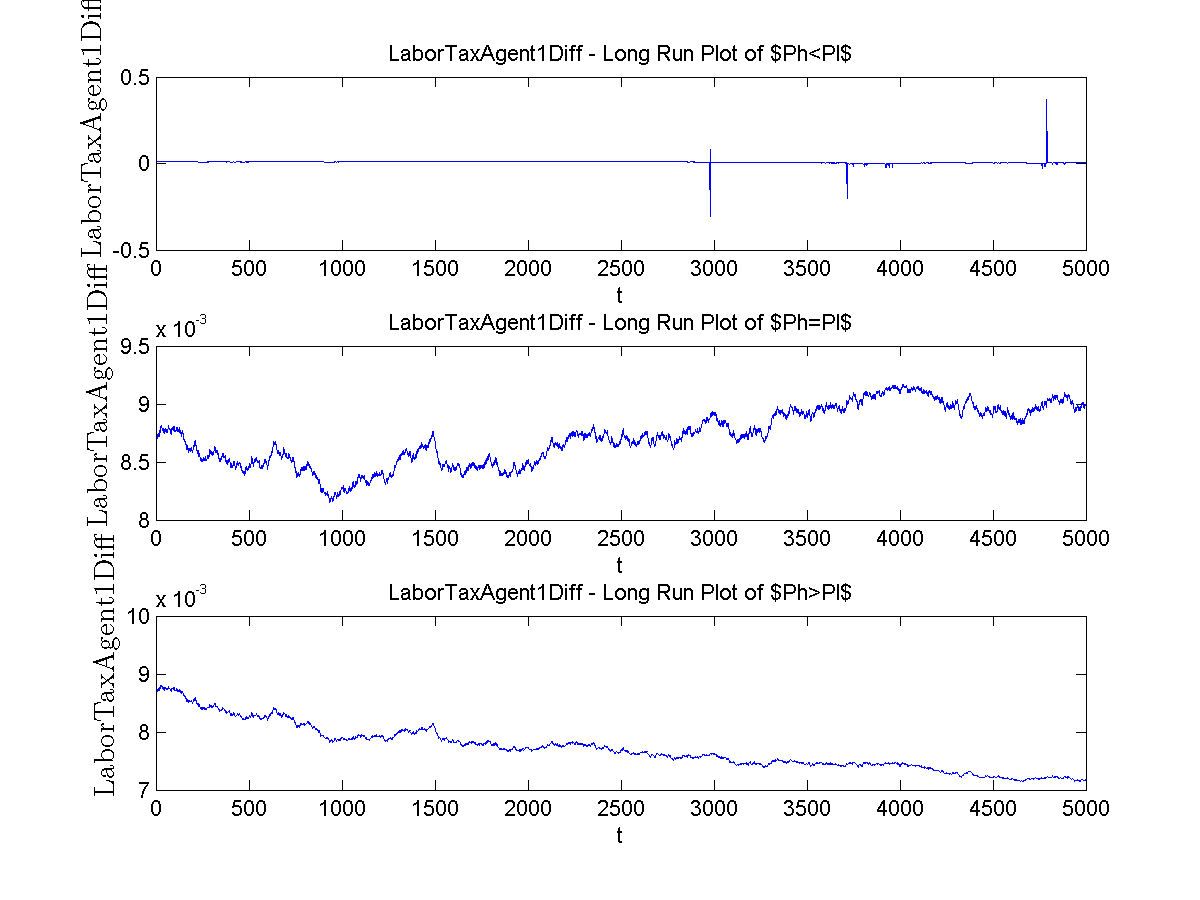 LaborTaxAgent1Diff - Long Run Plot of $Ph<Pl$
LaborTaxAgent1Diff
0.5
0
-0.5
0 500 1000 1500 2000 2500 3000 3500 4000 4500 5000
t
LaborTaxAgent1Diff - Long Run Plot of $Ph=Pl$
x 10-3
LaborTaxAgent1Diff
9.5
9
8.5
8
0 500 1000 1500 2000 2500 3000 3500 4000 4500 5000
t
LaborTaxAgent1Diff - Long Run Plot of $Ph>Pl$
x 10-3
LaborTaxAgent1Diff
10
9
8
7
0 500 1000 1500 2000 2500 3000 3500 4000 4500 5000
t